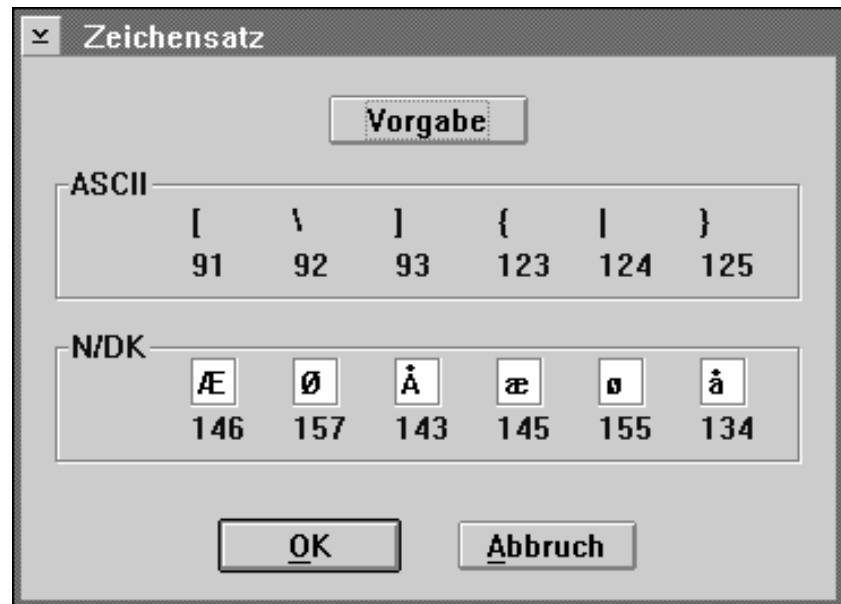 Zeichensatz
Vorgabe
ASCII
[ \ ] { | }
91 92 93 123 124 125
N/DK
Æ Ø Å æ ø å
146 157 143 145 155 134
OK Abbruch